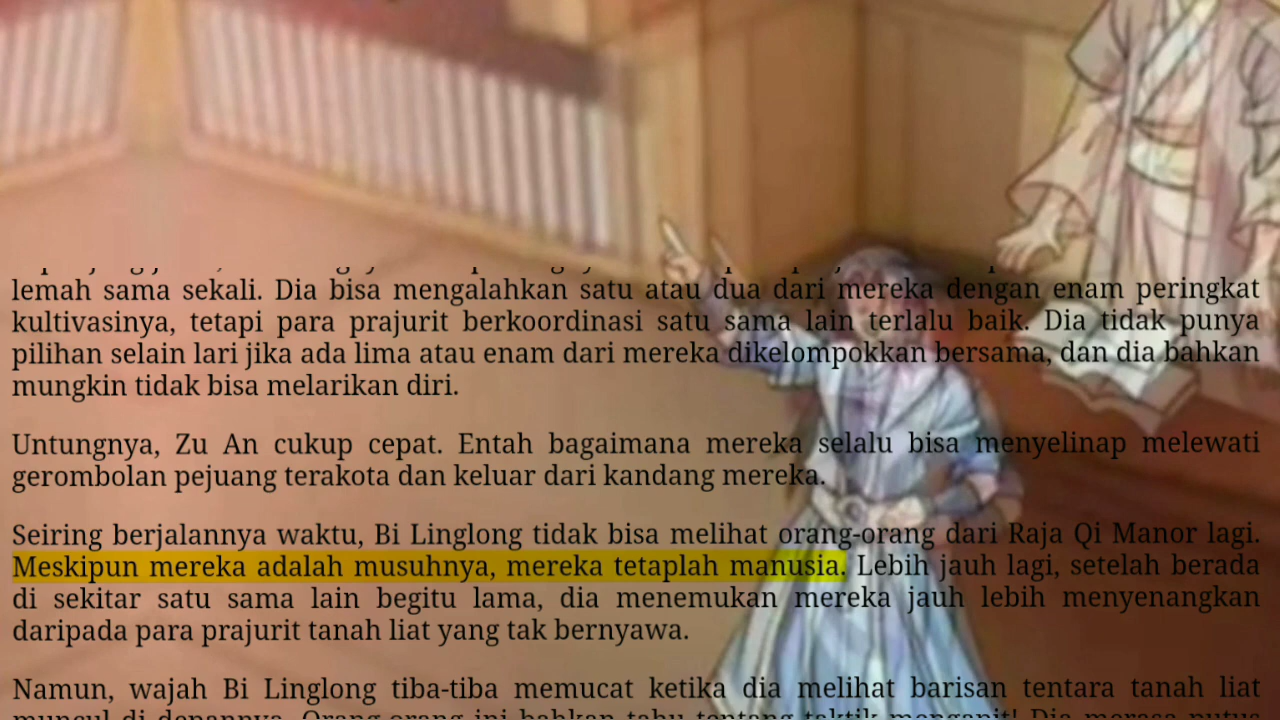 lemah sama sekali. Dia bisa mengalahkan satu atau dua dari mereka dengan enam peringkat
kultivasinya, tetapi para prajurit berkoordinasi satu sama lain terlalu baik. Dia tidak punya
pilihan selain lari jika ada lima atau enam dari mereka dikelompokkan bersama, dan dia bahkan
mungkin tidak bisa melarikan diri.
Untungnya, Zu An cukup cepat. Entah bagaimana mereka selalu bisa menyelinap melewati
gerombolan pejuang terakota dan keluar dari kandang mereka.
Seiring berjalannya waktu, Bi Linglong tidak bisa melihat orang-orang dari Raja Qi Manor lagi.
Meskipun mereka adalah musuhnya, mereka tetaplah manusia. Lebih jauh lagi, setelah berada
di sekitar satu sama lain begitu lama, dia menemukan mereka jauh lebih menyenangkan
daripada para prajurit tanah liat yang tak bernyawa.
Namun, wajah Bi Linglong tiba-tiba memucat ketika dia melihat barisan tentara tanah liat